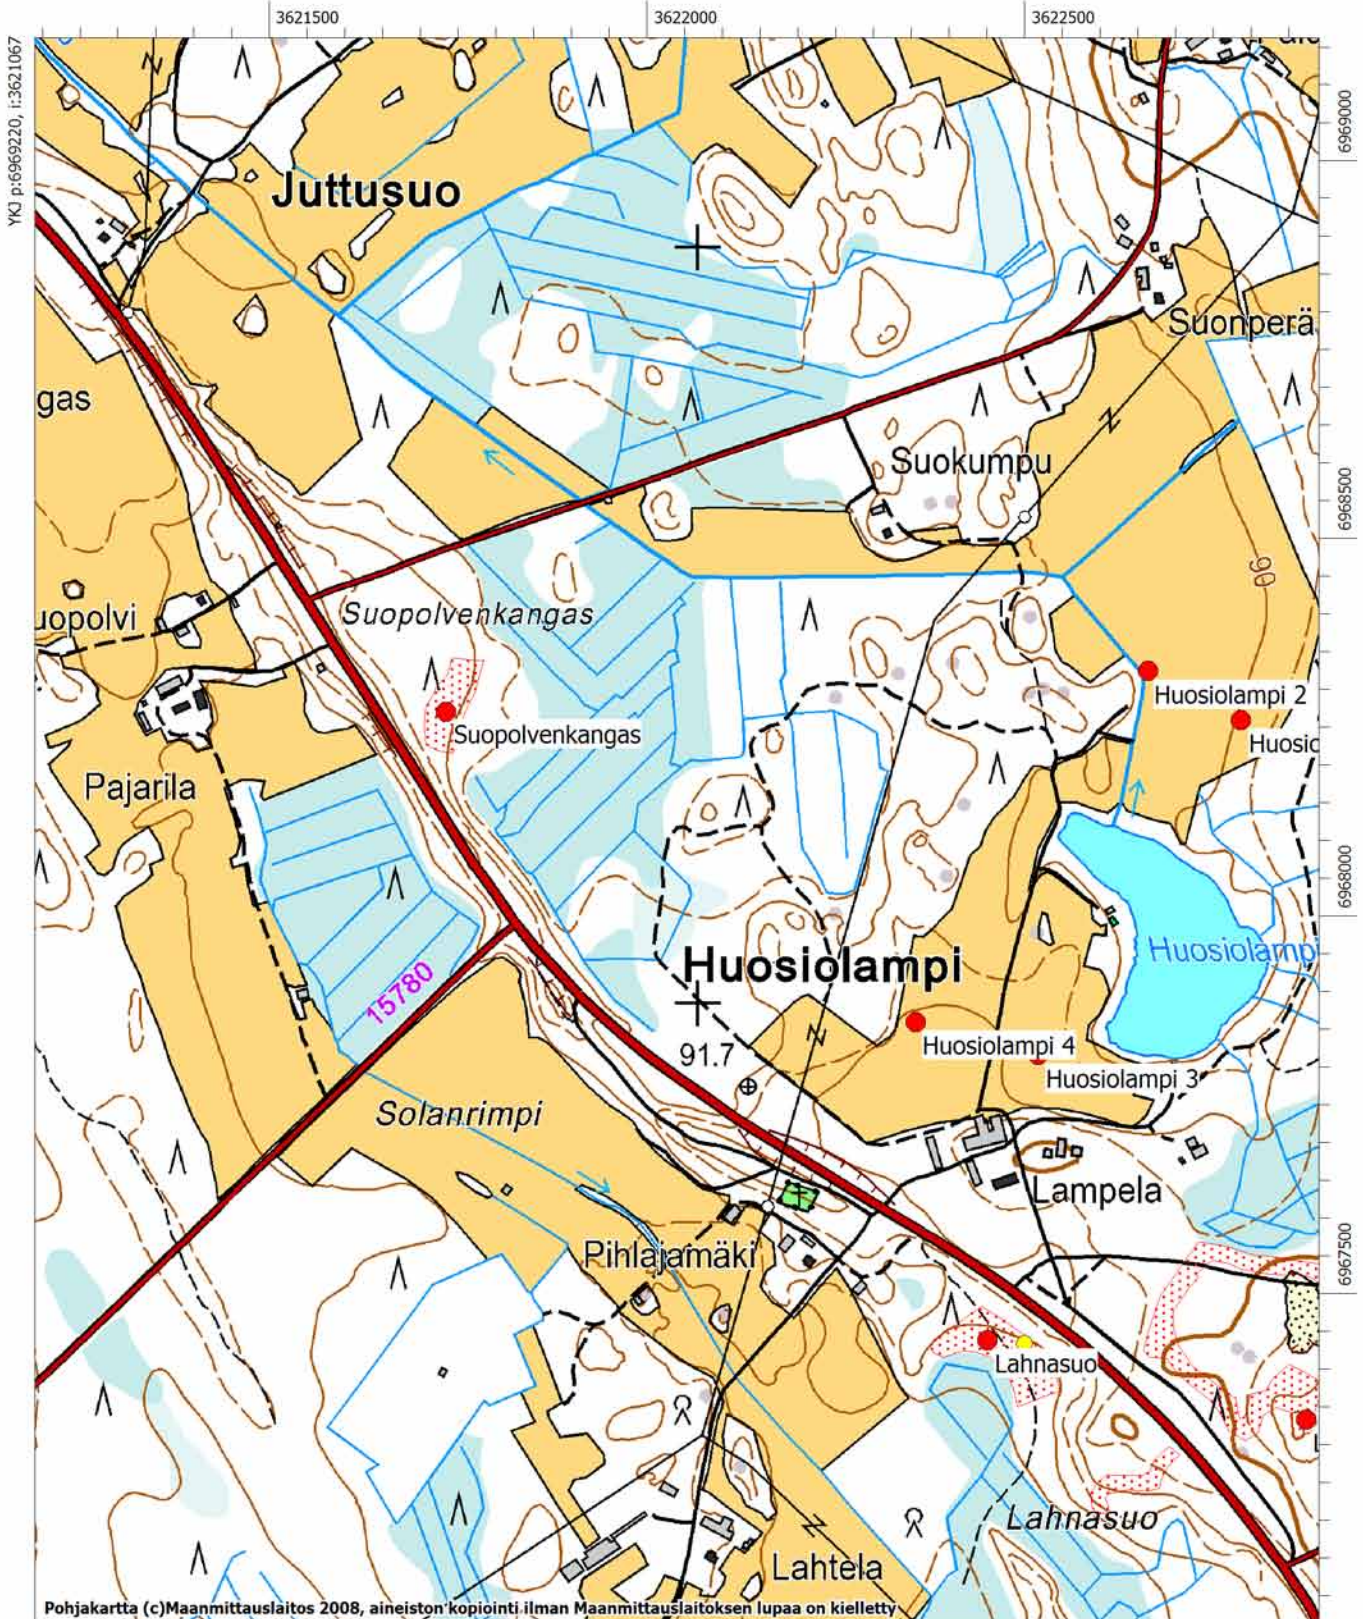 3621500
3622000
3622500
YKJ p:6969220, i:3621067
6969000
Juttusuo
Suonperä
gas
Suokumpu
6968500
90
uopolvi
Suopolvenkangas
Huosiolampi 2
Suopolvenkangas
Huosic
Pajarila
6968000
Huosiolamp
Huosiolampi
15780
91.7
Huosiolampi 4
Huosiolampi 3
Solanrimpi
Lampela
Pihlajamäki
6967500
Lahnasuo
L
Lahnasuo
Lahtela
Pohjakartta (c)Maanmittauslaitos 2008, aineiston kopiointi ilman Maanmittauslaitoksen lupaa on kielletty